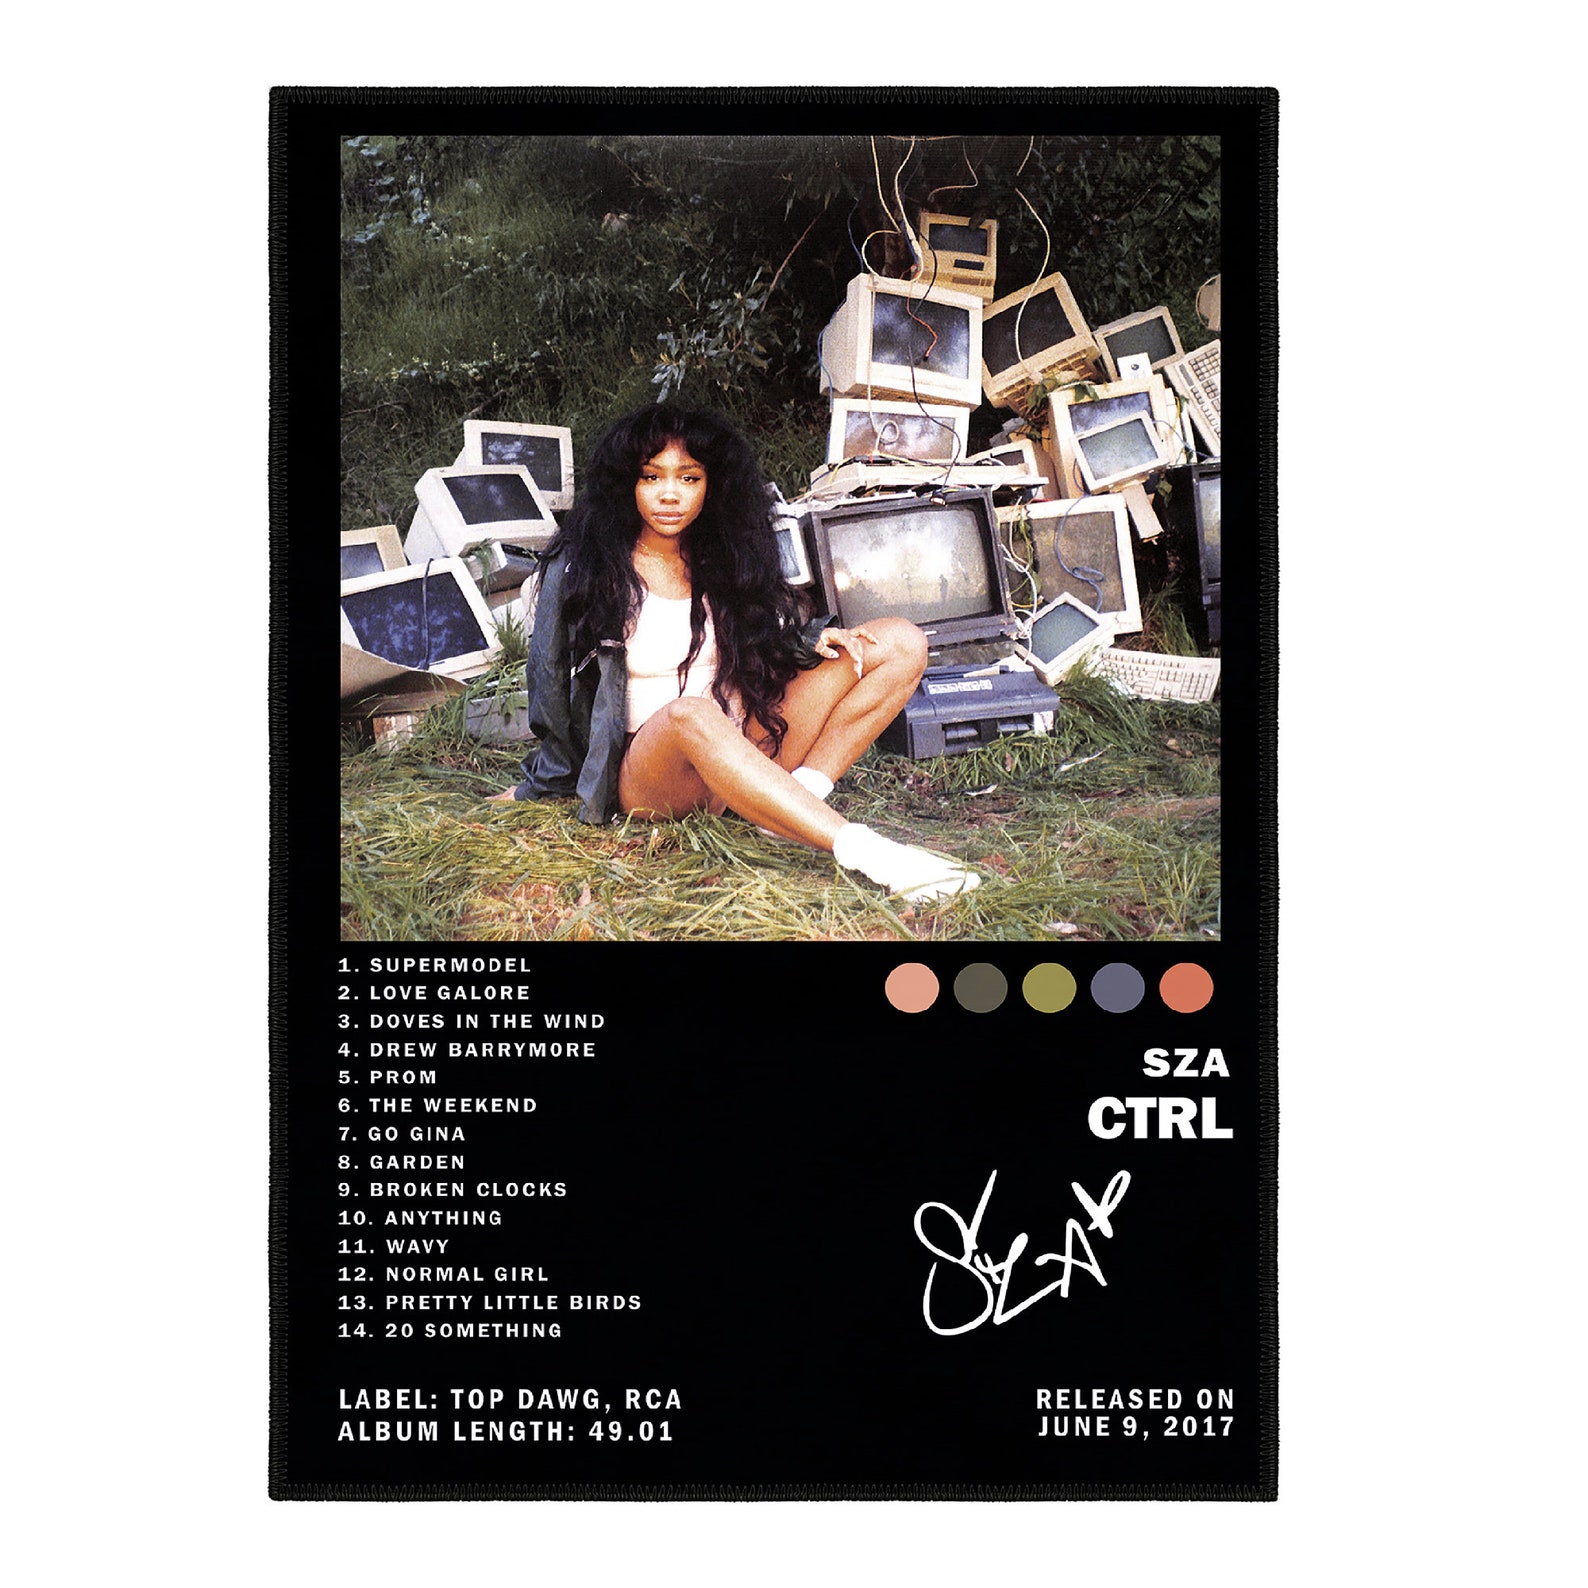 1. SUPERMODEL
2. LOVE GALORE
3. DOVES IN THE WIND
4. DREW BARRYMORE
5. PROM
6. THE WEEKEND
7. GO GINA
8. GARDEN
9. BROKEN CLOCKS
10. ANYTHING
11. WAVY
12. NORMAL GIRL
13. PRETTY LITTLE BIRDS
14. 20 SOMETHING
SZA
CTRL
LABEL: TOP DAWG, RCA
ALBUM LENGTH: 49.01
RELEASED ON
JUNE 9, 2017